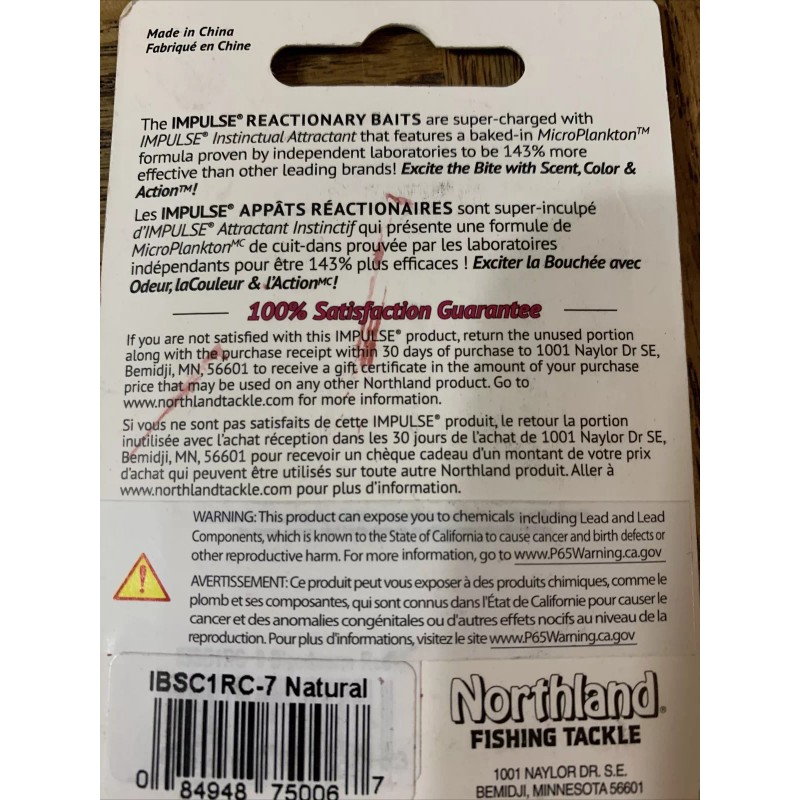 Made in China
Fabriqué en Chine
The IMPULSE® REACTIONARY BAITS are super-charged with
IMPULSE® Instinctual Attractant that features a baked-in MicroPlankton™
formula proven by independent laboratories to be 143% more
effective than other leading brands! Excite the Bite with Scent, Color &
Action™!
Les IMPULSE® APPÂTS RÉACTIONAIRES sont super-inculpé
d'IMPULSE® Attractant Instinctif qui présente une formule de
MicroPlanktonᴹᶜ de cuit-dans prouvée par les laboratoires
indépendants pour être 143% plus efficaces ! Exciter la Bouchée avec
Odeur, laCouleur & l'Actionᴹᶜ!
100% Satisfaction Guarantee
If you are not satisfied with this IMPULSE® product, return the unused portion
along with the purchase receipt within 30 days of purchase to 1001 Naylor Dr SE,
Bemidji, MN, 56601 to receive a gift certificate in the amount of your purchase
price that may be used on any other Northland product. Go to
www.northlandtackle.com for more information.
Si vous ne sont pas satisfaits de cette IMPULSE® produit, le retour la portion
inutilisée avec l'achat réception dans les 30 jours de l'achat de 1001 Naylor Dr SE,
Bemidji, MN, 56601 pour recevoir un chèque cadeau d'un montant de votre prix
d'achat qui peuvent être utilisés sur toute autre Northland produit. Aller à
www.northlandtackle.com pour plus d'information.
WARNING: This product can expose you to chemicals including Lead and Lead
Components, which is known to the State of California to cause cancer and birth defects or
other reproductive harm. For more information, go to www.P65Warning.ca.gov
AVERTISSEMENT: Ce produit peut vous exposer à des produits chimiques, comme le
plomb et ses composantes, qui sont connus dans l'État de Californie pour causer le
cancer et des anomalies congénitales ou d'autres effets nocifs au niveau de la
reproduction. Pour plus d'informations, visitez le site www.P65Warning.ca.gov
IBSC1RC-7 Natural
0 84948 75006 7
Northland®
FISHING TACKLE
1001 NAYLOR DR. S.E.
BEMIDJI, MINNESOTA 56601